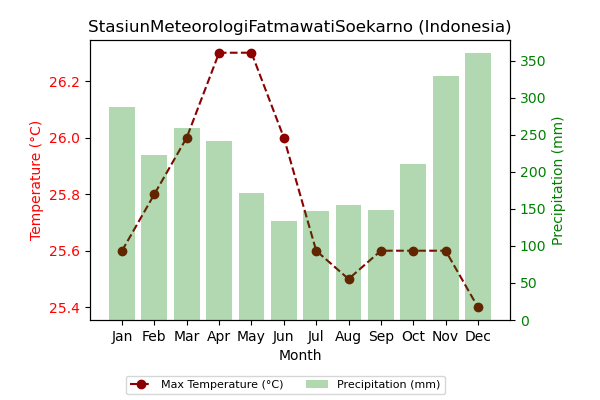 StasiunMeteorologiFatmawatiSoekarno (Indonesia)
Temperature (°C)
26.2
26.0
25.8
25.6
25.4
350
300
250
200
150
100
50
0
Precipitation (mm)
Jan Feb Mar Apr May Jun Jul Aug Sep Oct Nov Dec
Month
Max Temperature (°C) Precipitation (mm)